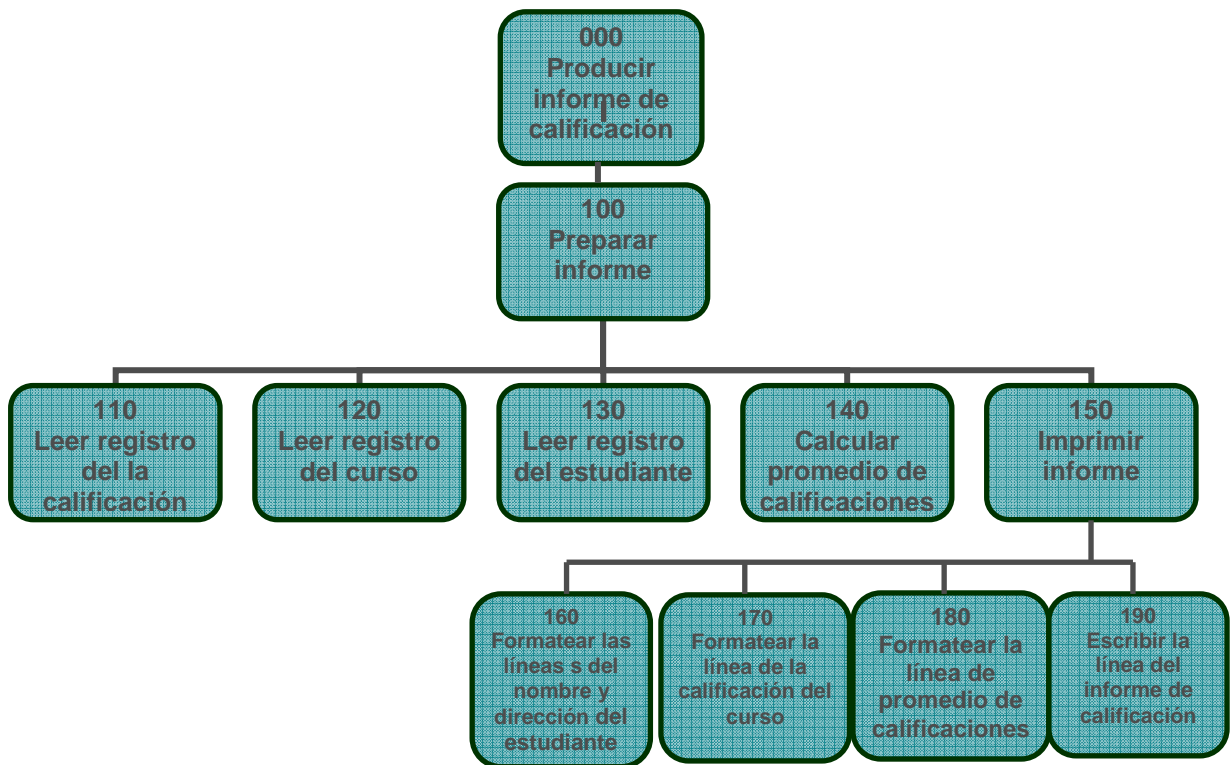 000
Producir
informe de
calificación
100
Preparar
informe
110
Leer registro
del la
calificación
120
Leer registro
del curso
130
Leer registro
del estudiante
140
Calcular
promedio de
calificaciones
150
Imprimir
informe
160
Formatear las
líneas s del
nombre y
dirección del
estudiante
170
Formatear la
línea de la
calificación del
curso
180
Formatear la
línea de
promedio de
calificaciones
190
Escribir la
línea del
informe de
calificación